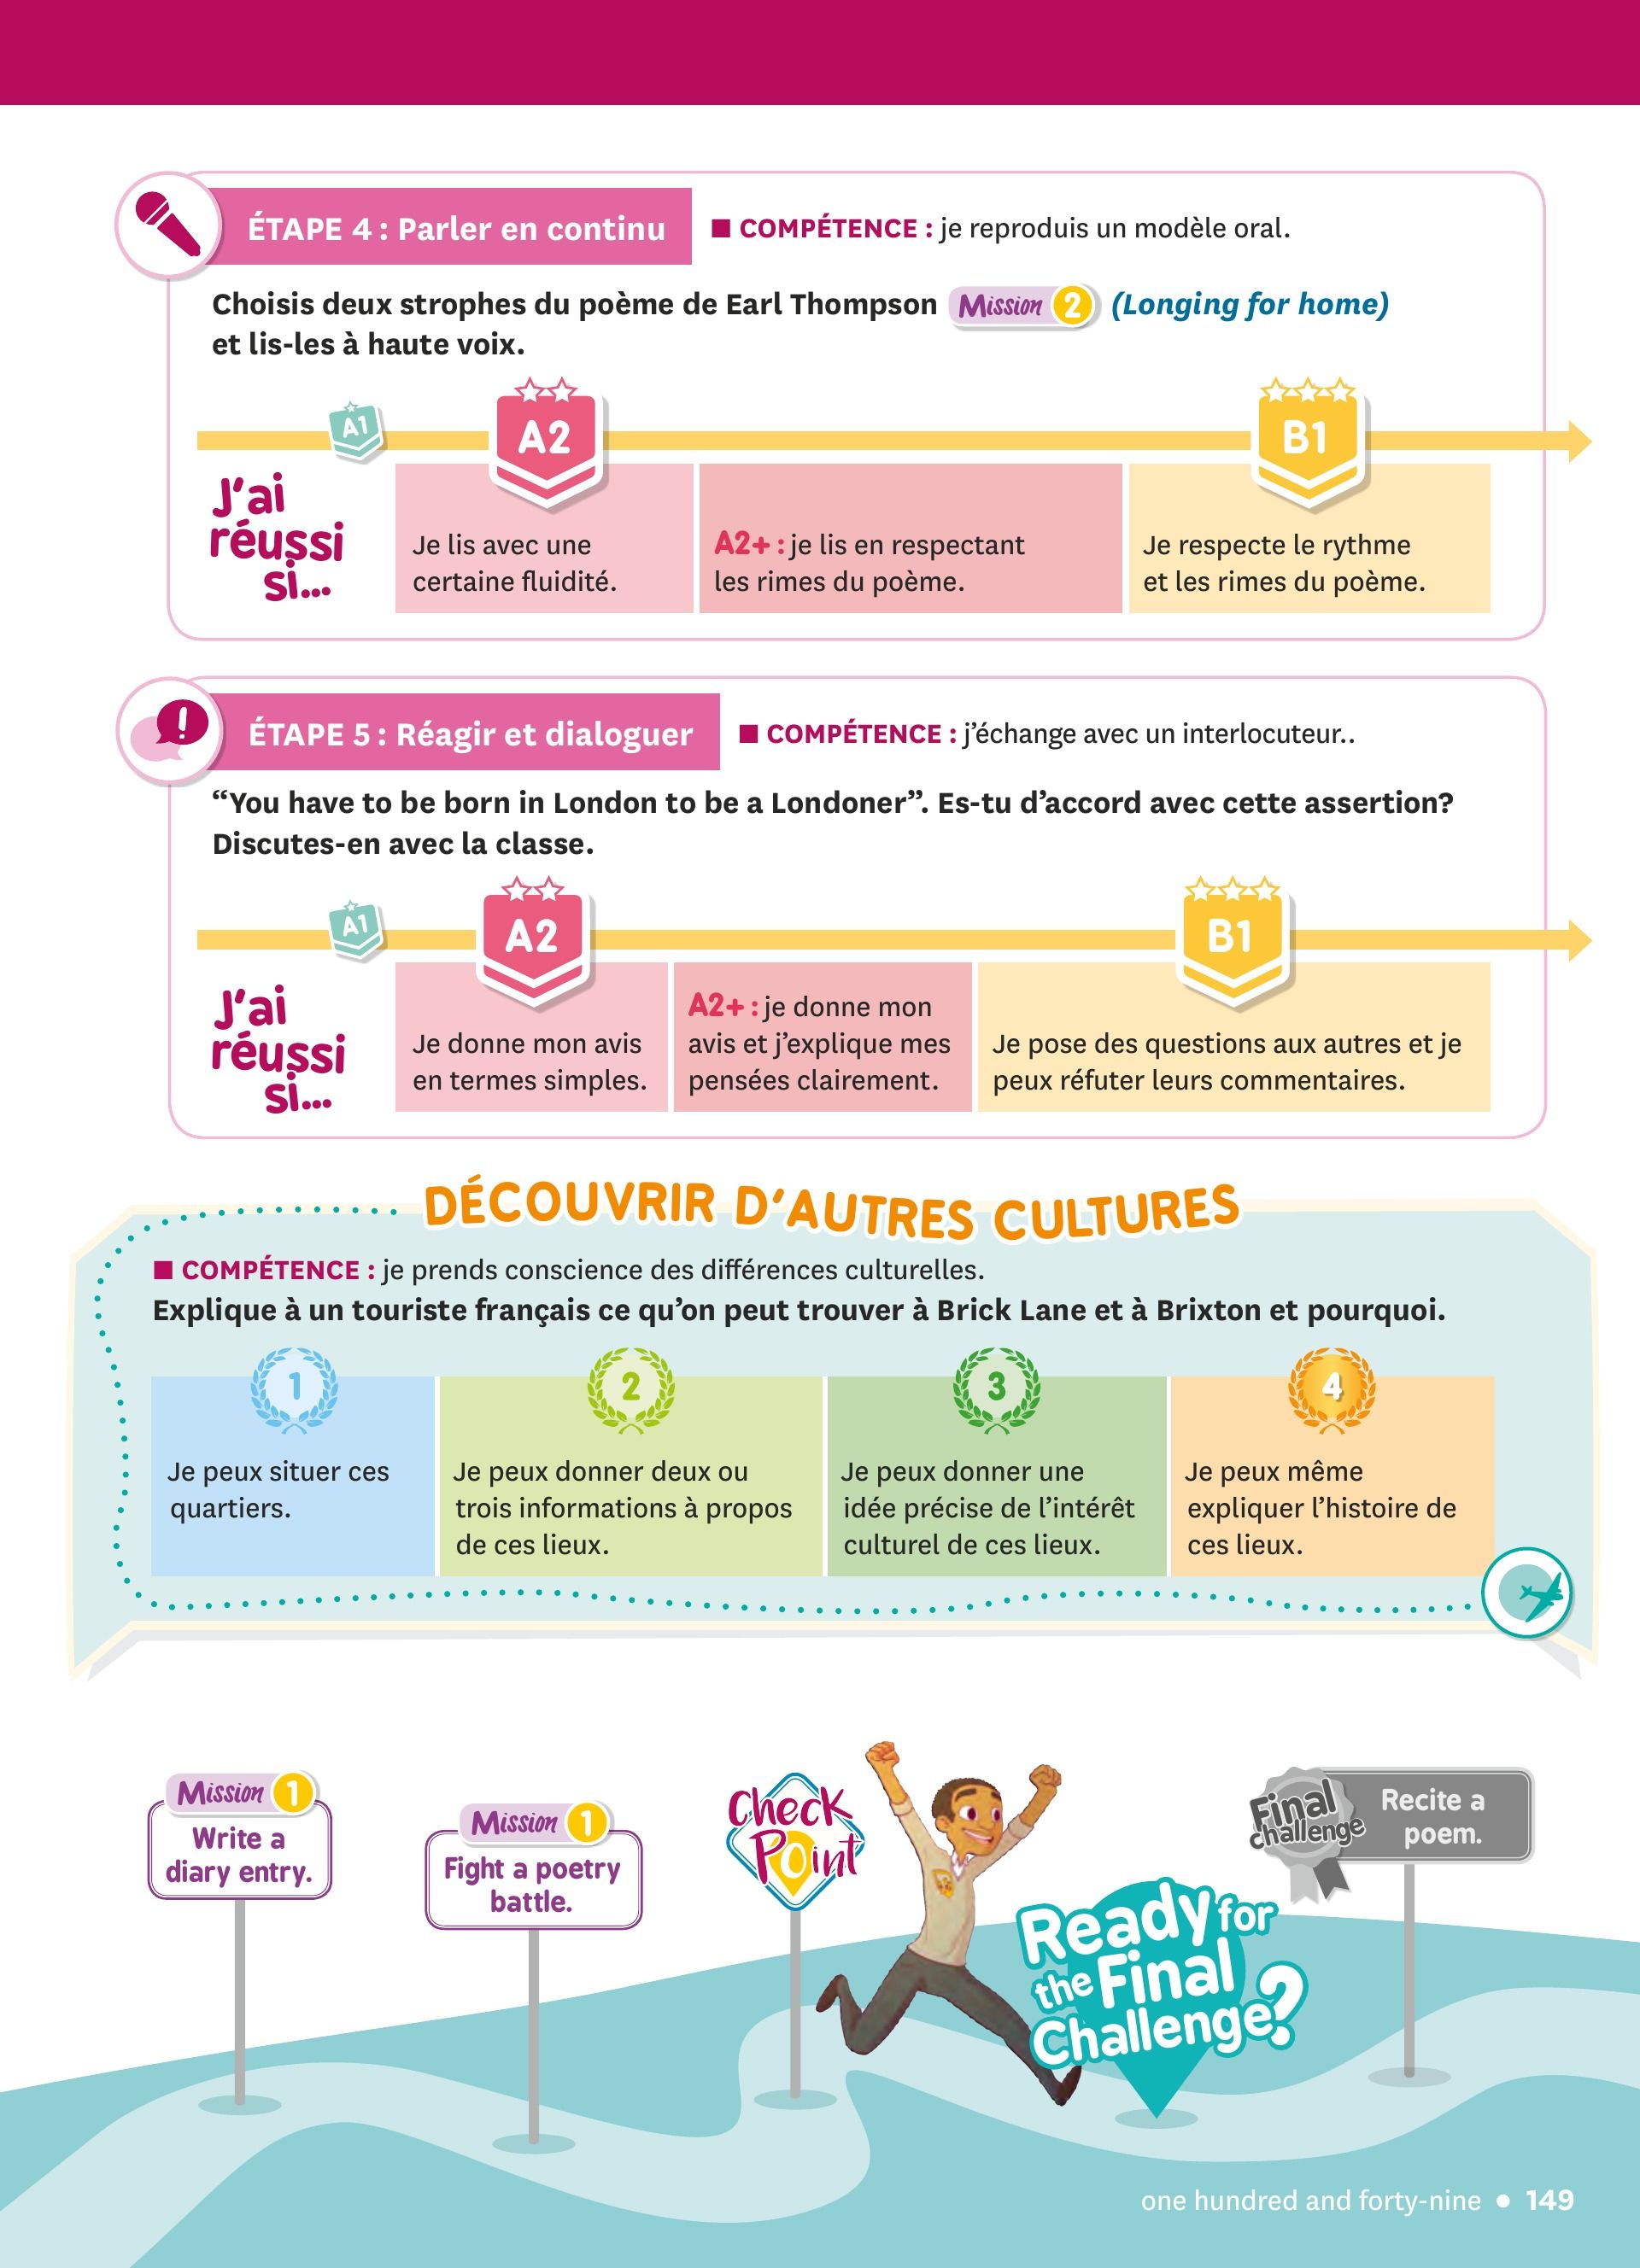 ÉTAPE 4 : Parler en continu
■ COMPÉTENCE : je reproduis un modèle oral.
Choisis deux strophes du poème de Earl Thompson Mission 2 (Longing for home)
et lis-les à haute voix.
A1
A2
B1
J'ai
réussi
si...
Je lis avec une
certaine fluidité.
A2+ : je lis en respectant
les rimes du poème.
Je respecte le rythme
et les rimes du poème.
ÉTAPE 5 : Réagir et dialoguer
■ COMPÉTENCE : j'échange avec un interlocuteur..
“You have to be born in London to be a Londoner”. Es-tu d'accord avec cette assertion?
Discutes-en avec la classe.
A1
A2
B1
J'ai
réussi
si...
Je donne mon avis
en termes simples.
A2+ : je donne mon
avis et j'explique mes
pensées clairement.
Je pose des questions aux autres et je
peux réfuter leurs commentaires.
DÉCOUVRIR D'AUTRES CULTURES
■ COMPÉTENCE : je prends conscience des différences culturelles.
Explique à un touriste français ce qu'on peut trouver à Brick Lane et à Brixton et pourquoi.
1
Je peux situer ces
quartiers.
2
Je peux donner deux ou
trois informations à propos
de ces lieux.
3
Je peux donner une
idée précise de l'intérêt
culturel de ces lieux.
4
Je peux même
expliquer l'histoire de
ces lieux.
Mission 1
Write a
diary entry.
Mission 1
Fight a poetry
battle.
Check
Point
Ready for
the Final
Challenge?
Final
challenge
Recite a
poem.
one hundred and forty-nine • 149